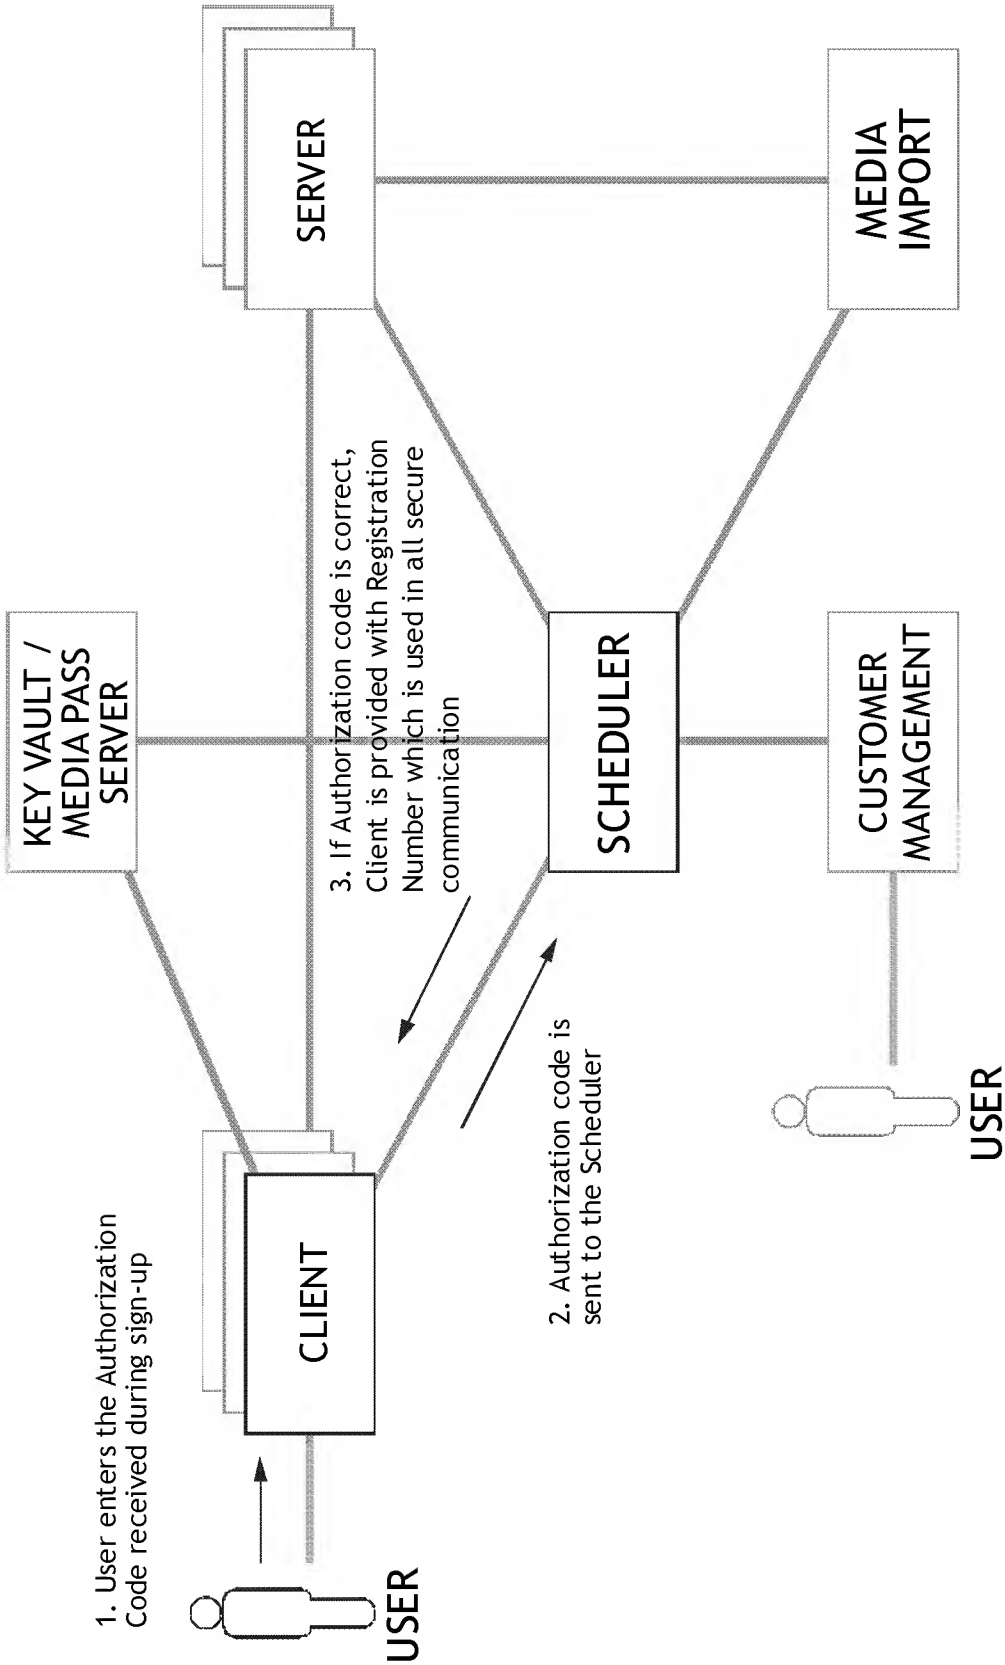 1. User enters the Authorization
Code received during sign-up
USER
CLIENT
KEY VAULT /
MEDIA PASS
SERVER
SERVER
3. If Authorization code is correct,
Client is provided with Registration
Number which is used in all secure
communication
2. Authorization code is
sent to the Scheduler
SCHEDULER
USER
CUSTOMER
MANAGEMENT
MEDIA
IMPORT